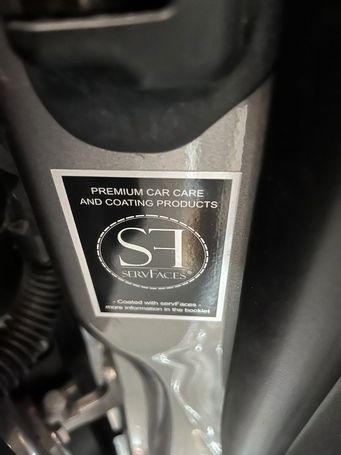 PREMIUM CAR CARE
AND COATING PRODUCTS
SF
SERVFACES®
- Coated with servFaces -
more information in the booklet